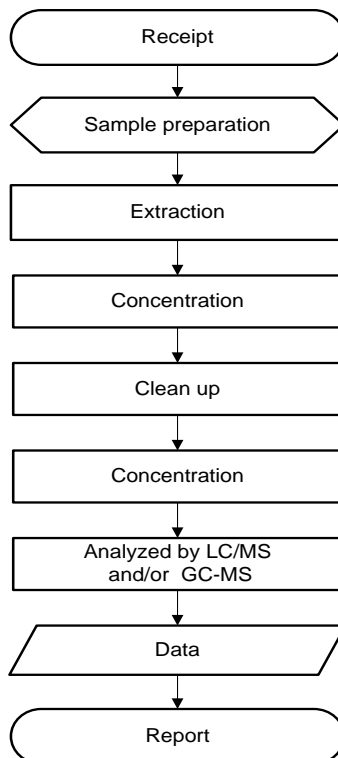 Receipt
Sample preparation
Extraction
Concentration
Clean up
Concentration
Analyzed by LC/MS
and/or GC-MS
Data
Report